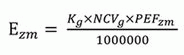 E_zm = K_g×NCV_g×PEF_zm / 1000000